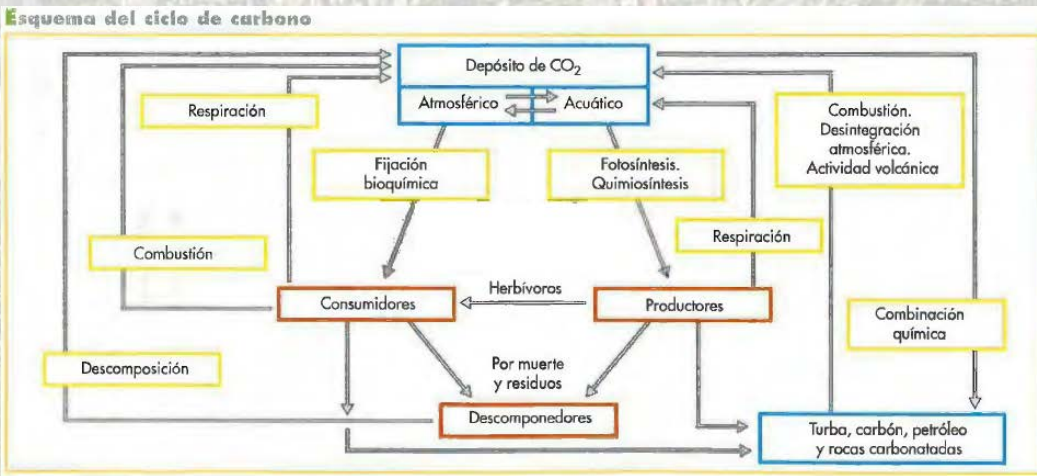 Esquema del ciclo de carbono
Depósito de CO₂
Atmosférico
Acuático
Respiración
Combustión.
Desintegración
atmosférica.
Actividad volcánica
Fijación
bioquímica
Fotosíntesis.
Quimiosíntesis
Combustión
Respiración
Consumidores
Herbívoros
Productores
Combinación
química
Descomposición
Por muerte
y residuos
Descomponedores
Turba, carbón, petróleo
y rocas carbonatadas